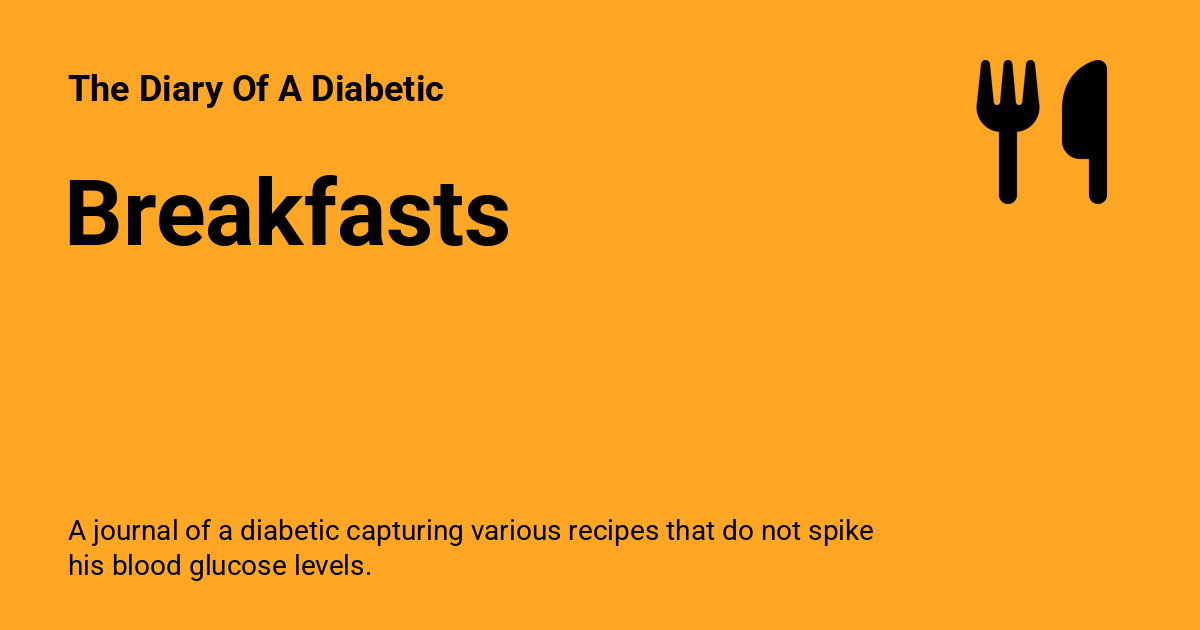 The Diary Of A Diabetic
Breakfasts
A journal of a diabetic capturing various recipes that do not spike
his blood glucose levels.